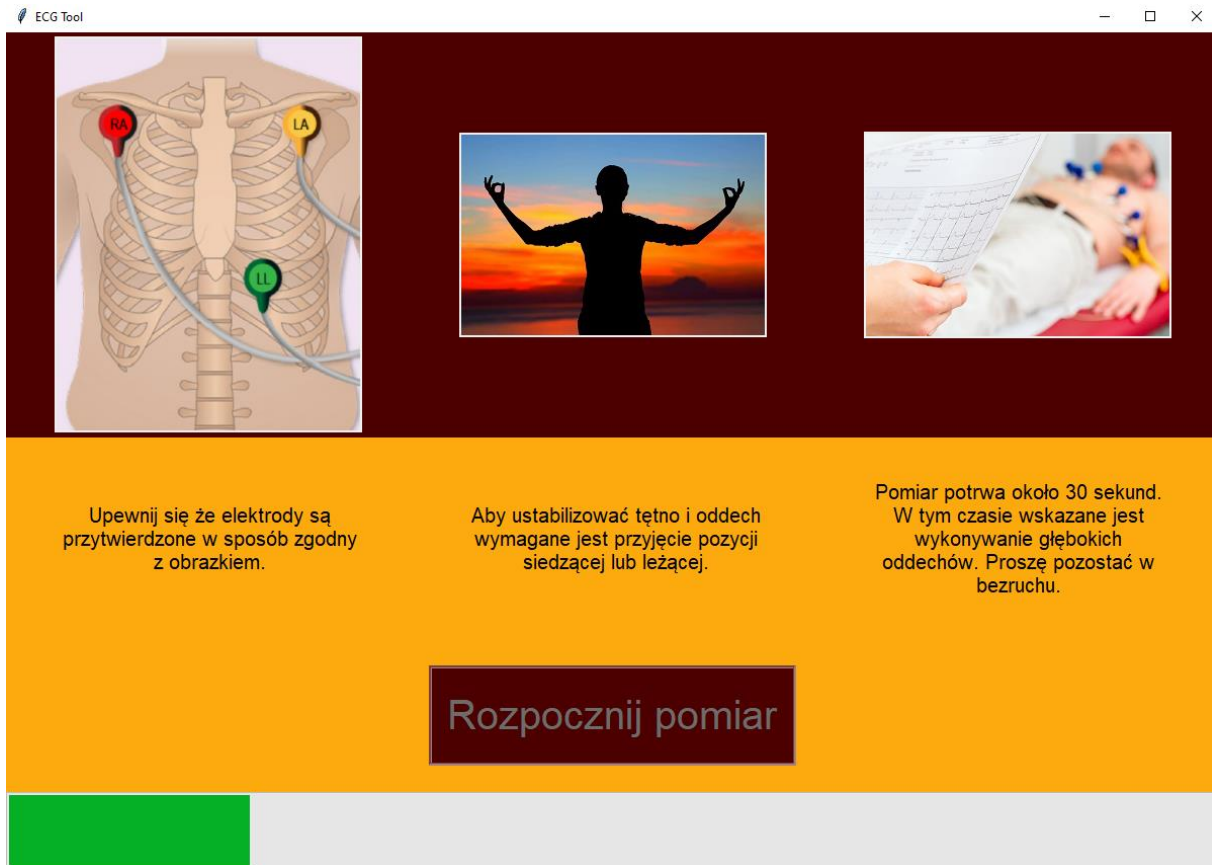 ECG Tool
RA
LA
LL
Upewnij się że elektrody są
przytwierdzone w sposób zgodny
z obrazkiem.
Aby ustabilizować tętno i oddech
wymagane jest przyjęcie pozycji
siedzącej lub leżącej.
Pomiar potrwa około 30 sekund.
W tym czasie wskazane jest
wykonywanie głębokich
oddechów. Proszę pozostać w
bezruchu.
Rozpocznij pomiar